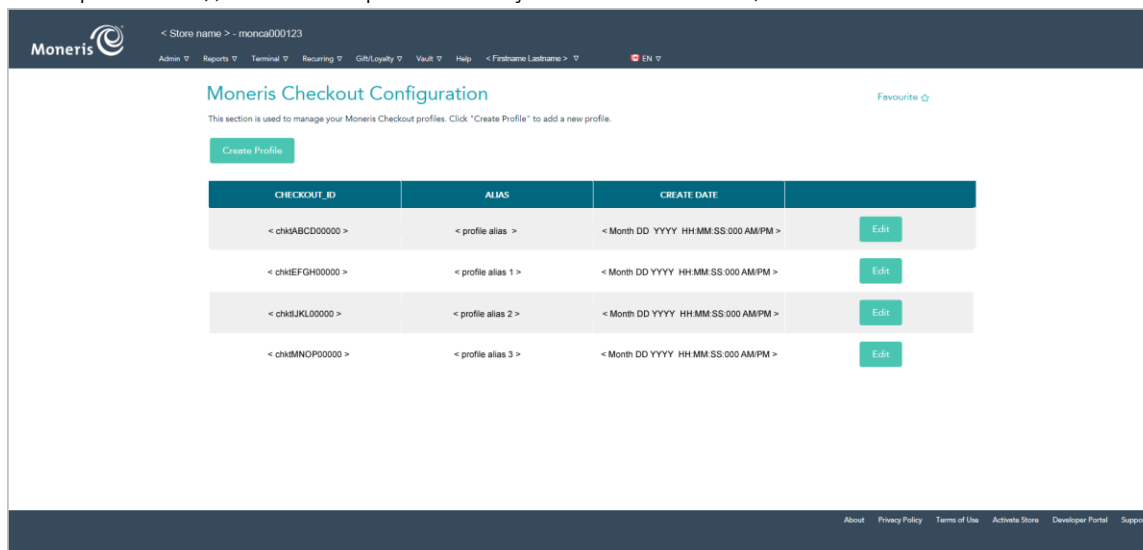 Moneris
< Store name > - monca000123
Admin Reports Terminal Recurring Gift/Loyalty Vault Help < Firstname Lastname > EN
Moneris Checkout Configuration
Favourite
This section is used to manage your Moneris Checkout profiles. Click "Create Profile" to add a new profile.
Create Profile
CHECKOUT_ID ALIAS CREATE DATE
< chktABCD00000 > < profile alias > < Month DD YYYY HH:MM:SS:000 AM/PM > Edit
< chktEFGH00000 > < profile alias 1 > < Month DD YYYY HH:MM:SS:000 AM/PM > Edit
< chktIJKL00000 > < profile alias 2 > < Month DD YYYY HH:MM:SS:000 AM/PM > Edit
< chktMNOP00000 > < profile alias 3 > < Month DD YYYY HH:MM:SS:000 AM/PM > Edit
About Privacy Policy Terms of Use Activate Store Developer Portal Suppo